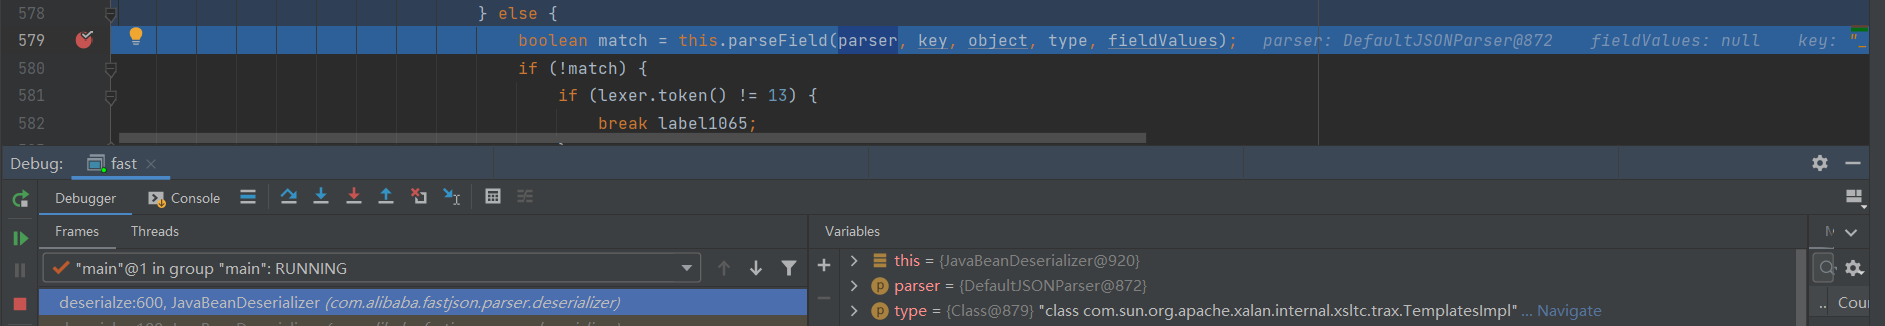 578 } else {
579 boolean match = this.parseField(parser, key, object, type, fieldValues); parser: DefaultJSONParser@872 fieldValues: null key: "_
580 if (!match) {
581 if (lexer.token() != 13) {
582 break label1065;
Debug: fast
Debugger Console
Frames Threads Variables
"main"@1 in group "main": RUNNING
this = {JavaBeanDeserializer@920}
parser = {DefaultJSONParser@872}
deserialze:600, JavaBeanDeserializer (com.alibaba.fastjson.parser.deserializer)
type = {Class@879} "class com.sun.org.apache.xalan.internal.xsltc.trax.TemplatesImpl" ... Navigate
.. Cour